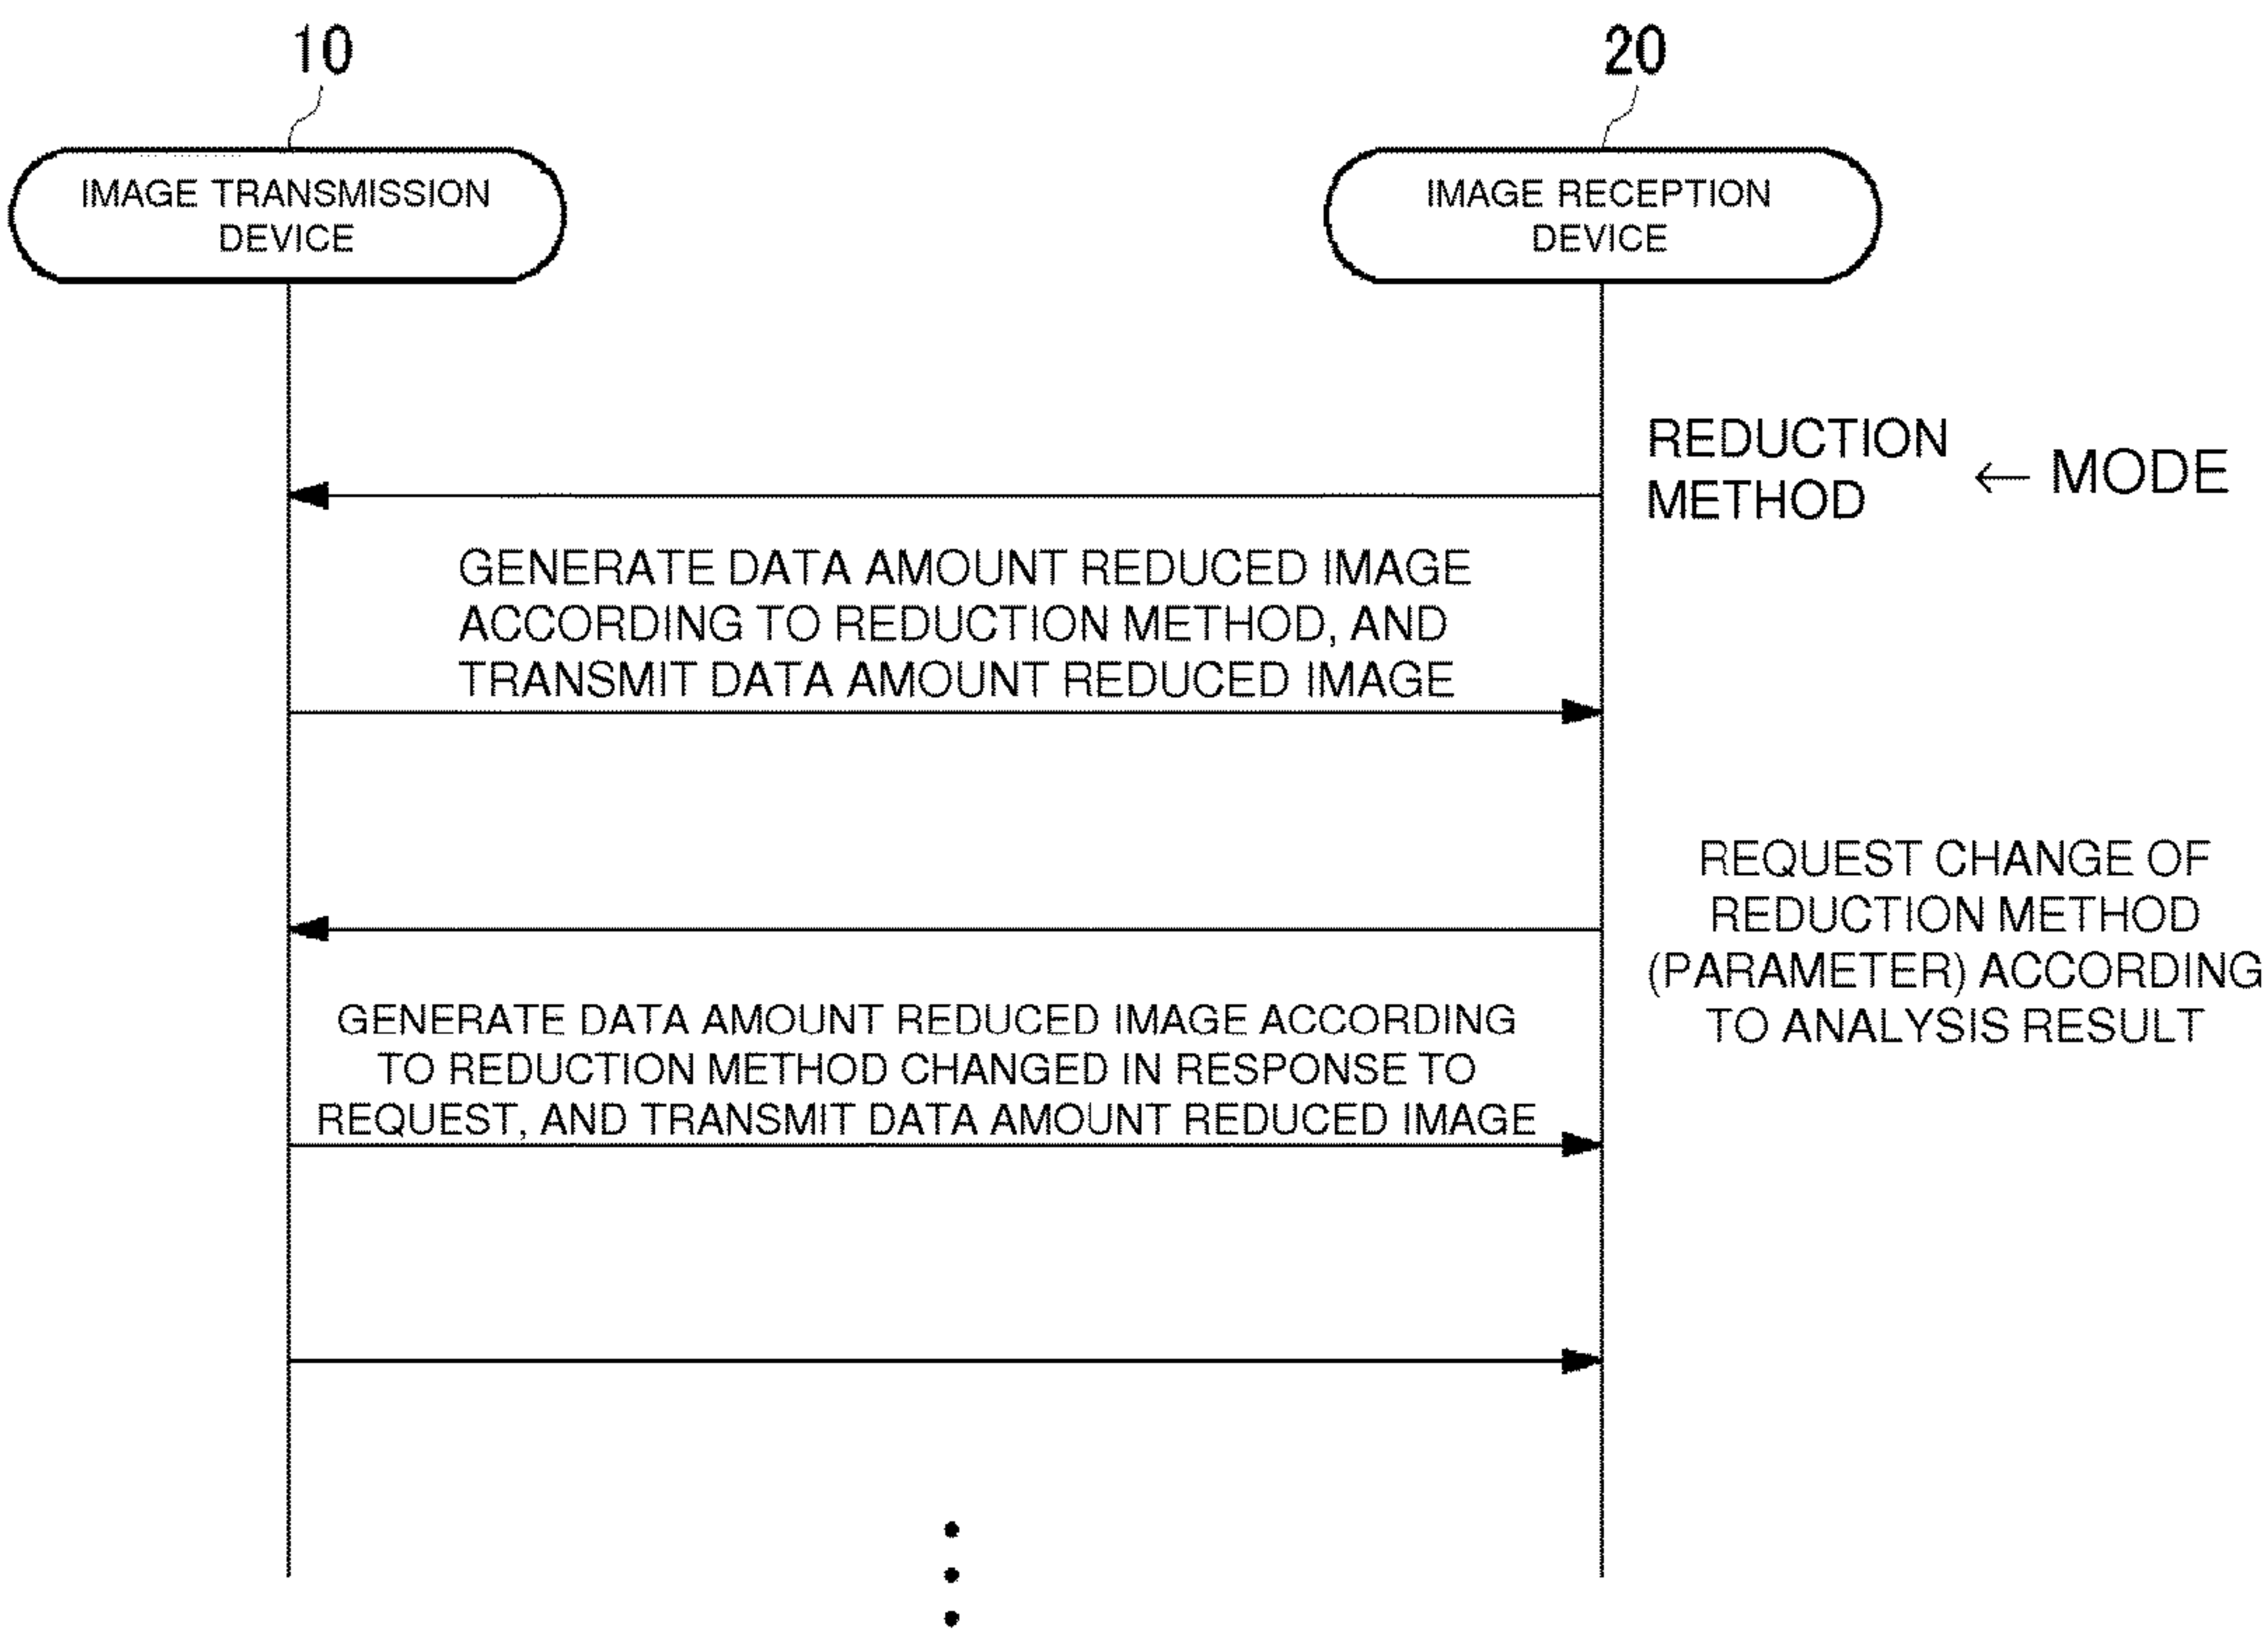 10
20
IMAGE TRANSMISSION
DEVICE
IMAGE RECEPTION
DEVICE
REDUCTION
METHOD
← MODE
GENERATE DATA AMOUNT REDUCED IMAGE
ACCORDING TO REDUCTION METHOD, AND
TRANSMIT DATA AMOUNT REDUCED IMAGE
REQUEST CHANGE OF
REDUCTION METHOD
(PARAMETER) ACCORDING
TO ANALYSIS RESULT
GENERATE DATA AMOUNT REDUCED IMAGE ACCORDING
TO REDUCTION METHOD CHANGED IN RESPONSE TO
REQUEST, AND TRANSMIT DATA AMOUNT REDUCED IMAGE